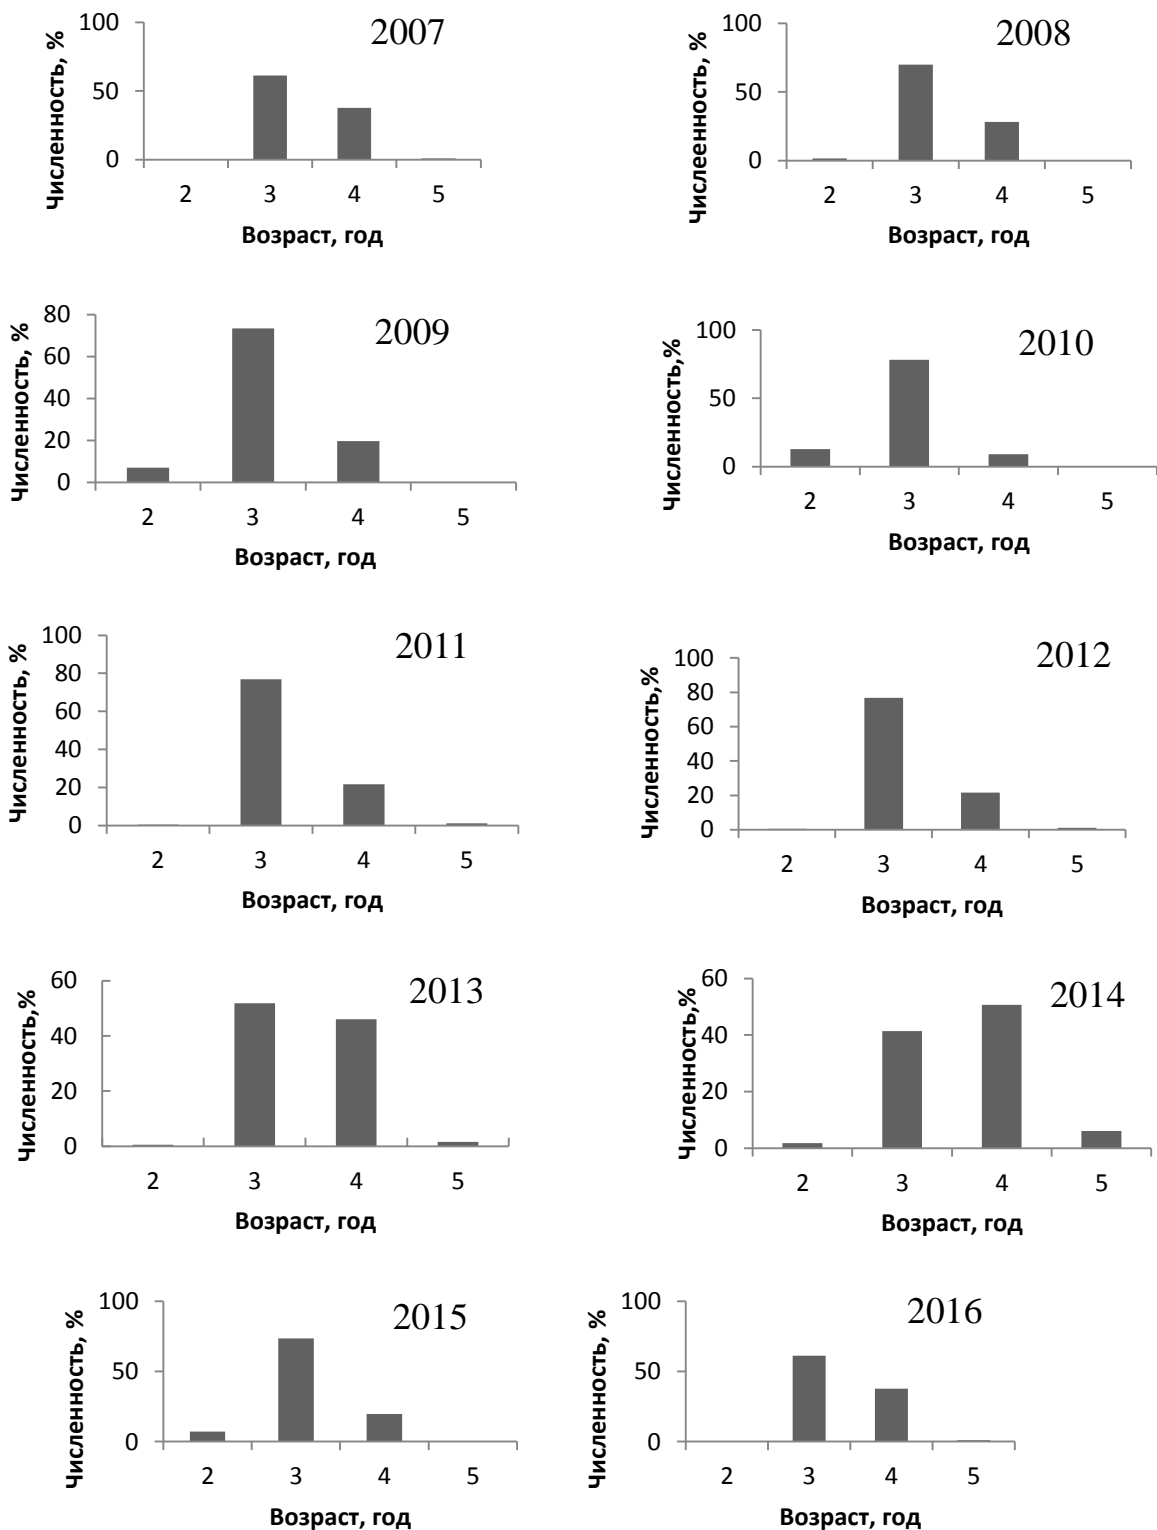 Численность, %
100
50
0
2007
2 3 4 5
Возраст, год
Числеенность, %
100
50
0
2008
2 3 4 5
Возраст, год
Численность, %
80
60
40
20
0
2009
2 3 4 5
Возраст, год
Численность,%
100
50
0
2010
2 3 4 5
Возраст, год
Численность, %
100
80
60
40
20
0
2011
2 3 4 5
Возраст, год
Численность,%
100
80
60
40
20
0
2012
2 3 4 5
Возраст, год
Численность,%
60
40
20
0
2013
2 3 4 5
Возраст, год
Численность,%
60
40
20
0
2014
2 3 4 5
Возраст, год
Численность, %
100
50
0
2015
2 3 4 5
Возраст, год
Численность, %
100
50
0
2016
2 3 4 5
Возраст, год